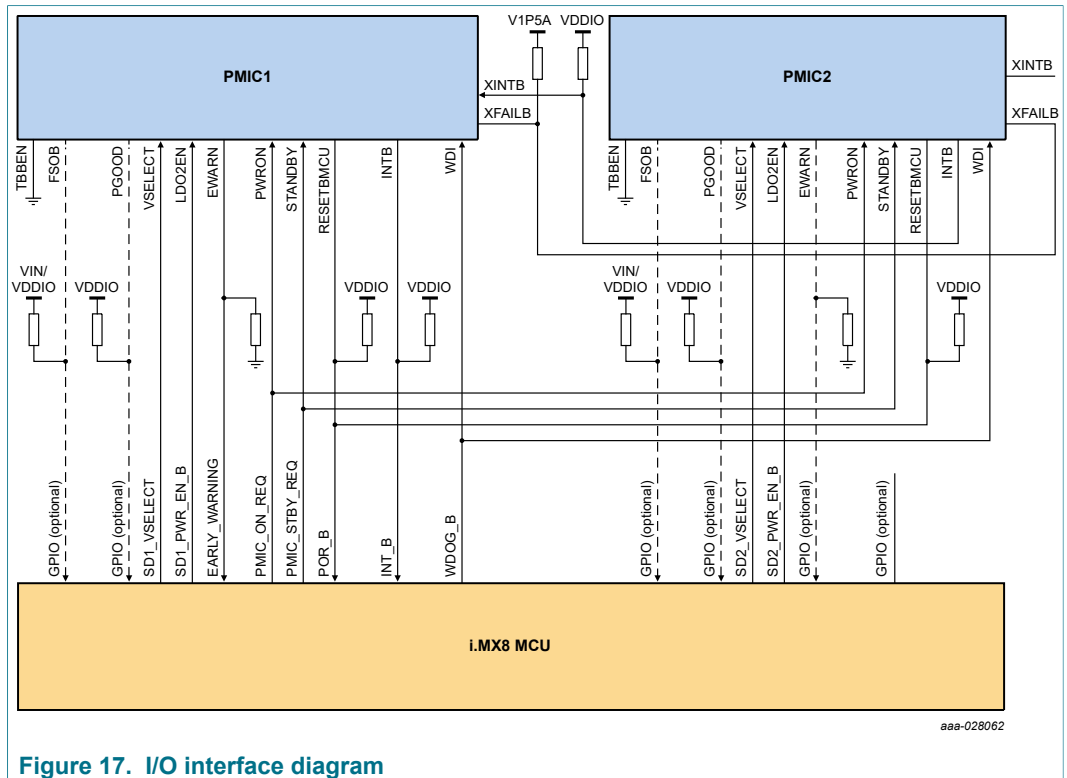 V1P5A
VDDIO
PMIC1
XINTB
XFAILB
PMIC2
XINTB
XFAILB
TBBEN
FSOB
PGOOD
VSELECT
LDO2EN
EWARN
PWRON
STANDBY
RESETBMCU
INTB
WDI
TBBEN
FSOB
PGOOD
VSELECT
LDO2EN
EWARN
PWRON
STANDBY
RESETBMCU
INTB
WDI
VIN/
VDDIO
VDDIO
VDDIO
VDDIO
VIN/
VDDIO
VDDIO
VDDIO
GPIO (optional)
GPIO (optional)
SD1_VSELECT
SD1_PWR_EN_B
EARLY_WARNING
PMIC_ON_REQ
PMIC_STBY_REQ
POR_B
INT_B
WDOG_B
GPIO (optional)
GPIO (optional)
SD2_VSELECT
SD2_PWR_EN_B
GPIO (optional)
GPIO (optional)
i.MX8 MCU
aaa-028062
Figure 17. I/O interface diagram